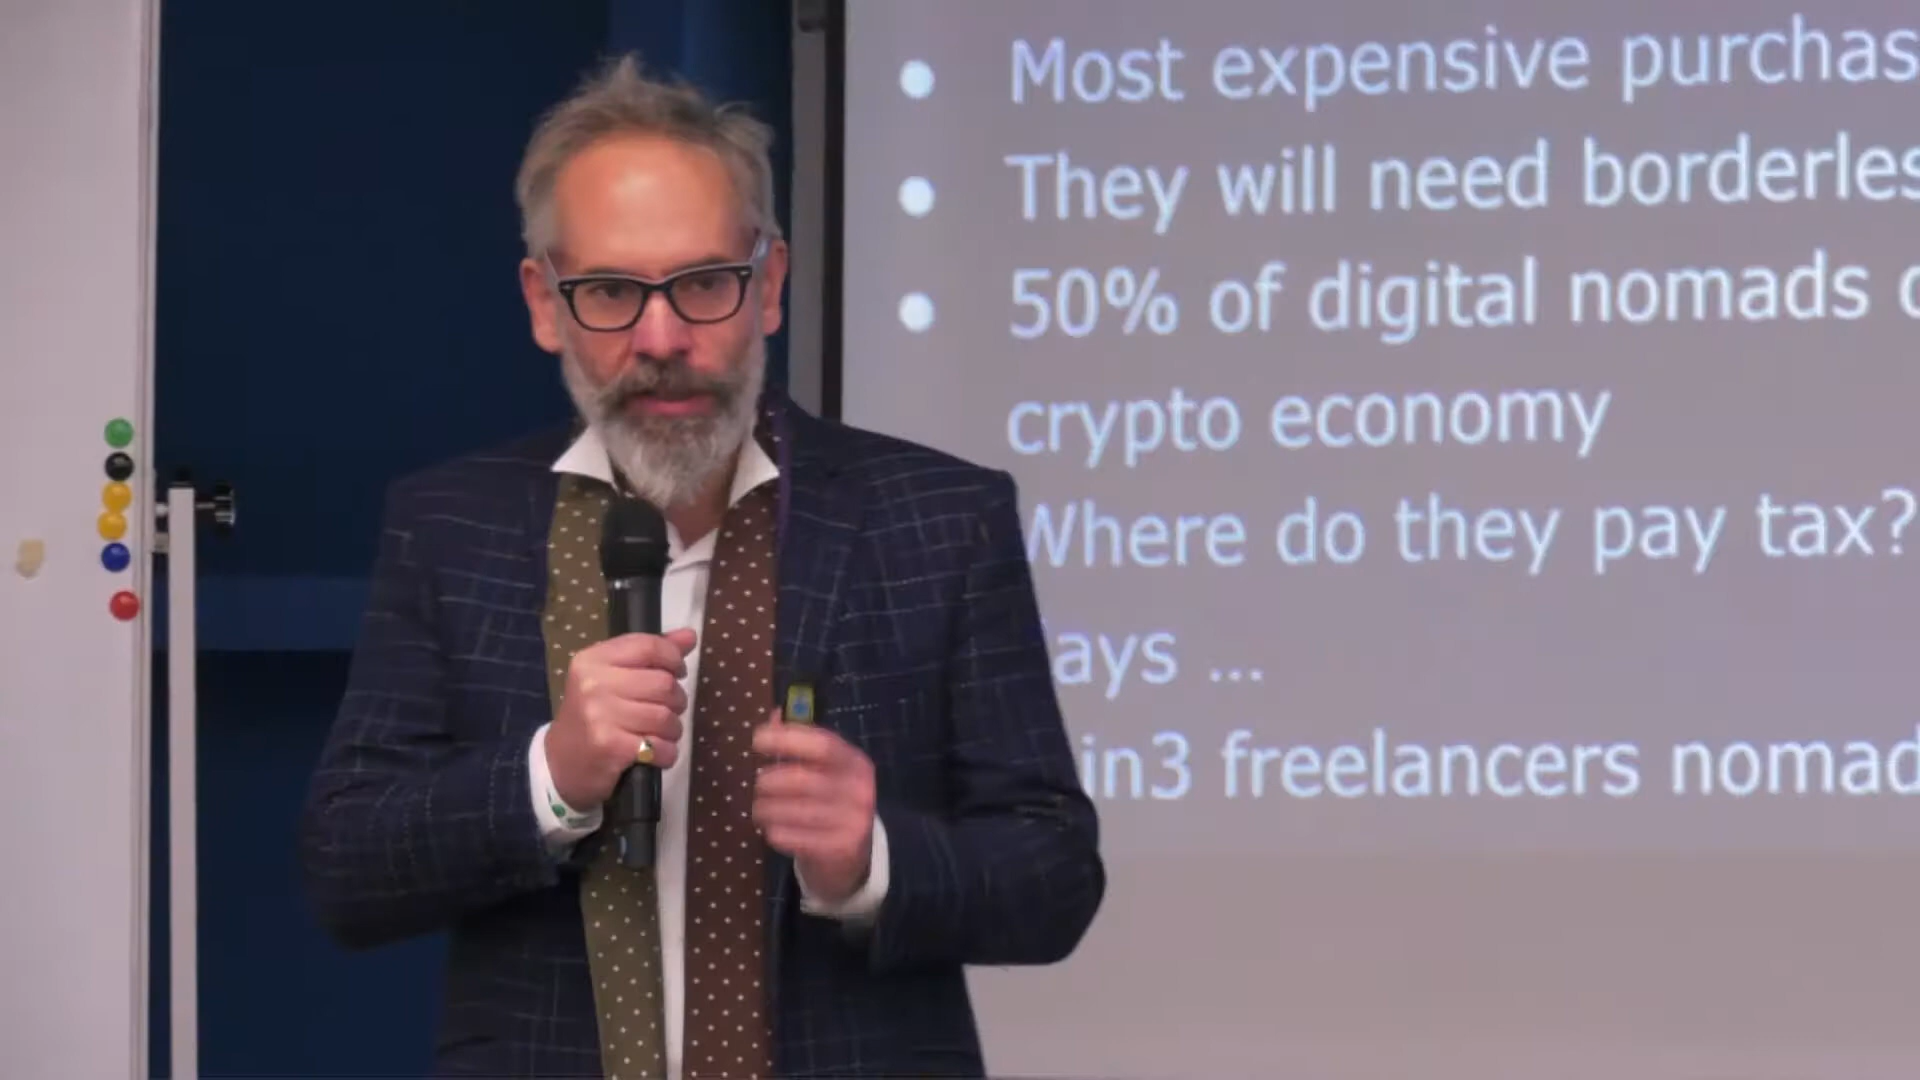 Most expensive purchas
They will need borderles
50% of digital nomads
crypto economy
Where do they pay tax?
ays ...
in3 freelancers nomad